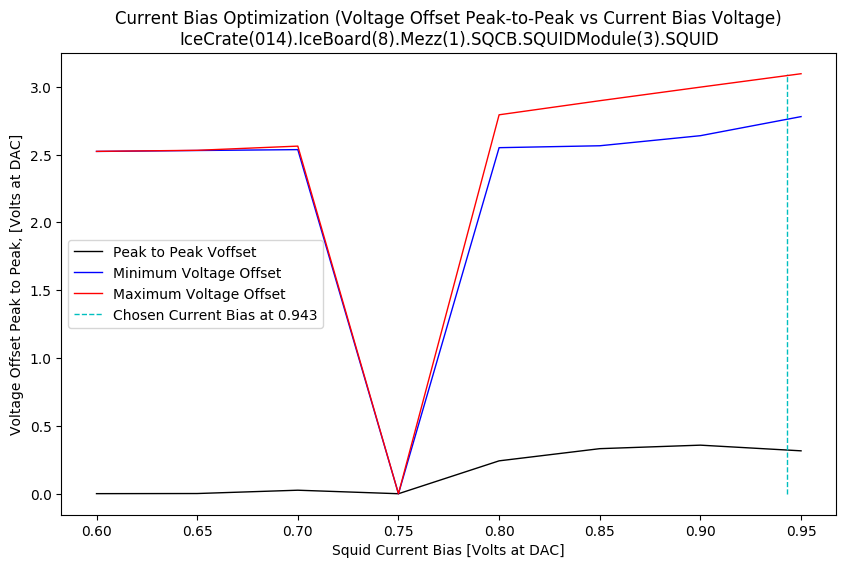 Current Bias Optimization (Voltage Offset Peak-to-Peak vs Current Bias Voltage)
IceCrate(014).IceBoard(8).Mezz(1).SQCB.SQUIDModule(3).SQUID
Voltage Offset Peak to Peak, [Volts at DAC]
3.0
2.5
2.0
1.5
1.0
0.5
0.0
Peak to Peak Voffset
Minimum Voltage Offset
Maximum Voltage Offset
Chosen Current Bias at 0.943
0.60 0.65 0.70 0.75 0.80 0.85 0.90 0.95
Squid Current Bias [Volts at DAC]